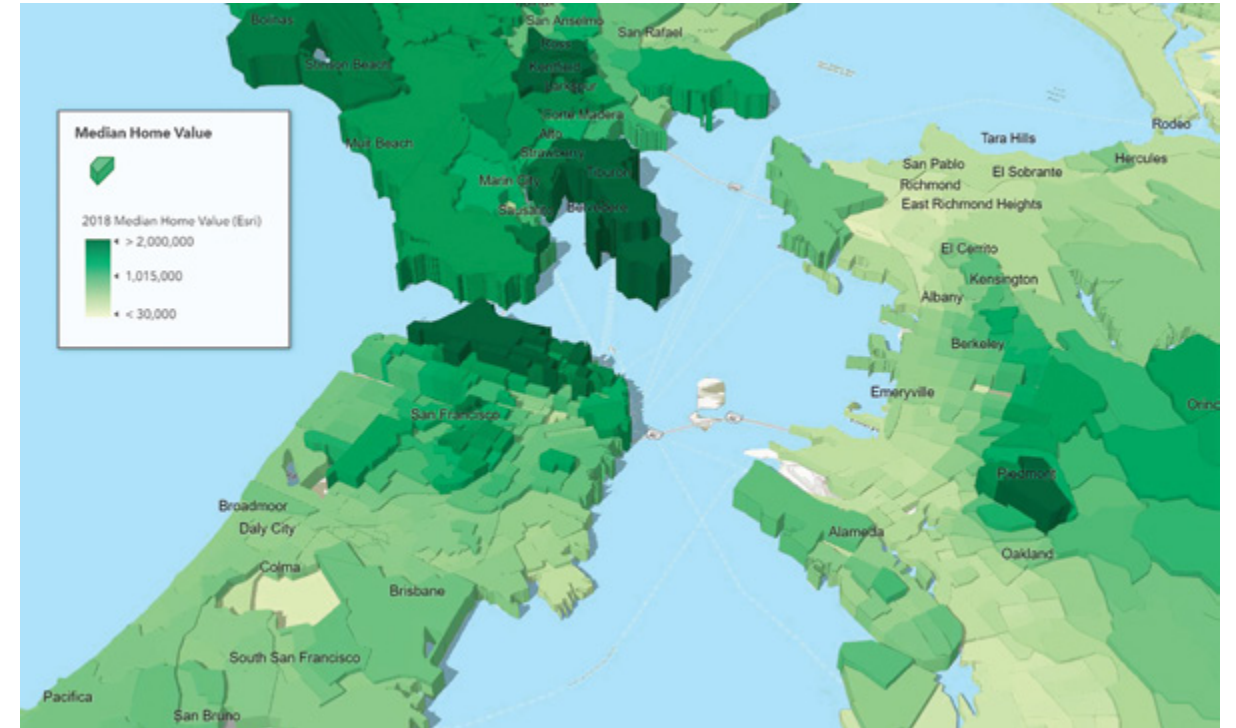 Bolinas
San Anselmo
San Rafael
Ross
Stinson Beach
Kentfield
Larkspur
Median Home Value
Corte Madera
Rodeo
Alto
Tara Hills
Muir Beach
Strawberry
San Pablo
Hercules
Marin City
Tiburon
El Sobrante
Richmond
Sausalito
Belvedere
East Richmond Heights
2018 Median Home Value (Esri)
> 2,000,000
El Cerrito
1,015,000
Kensington
Albany
< 30,000
Berkeley
Emeryville
San Francisco
Orinc
Piedmont
Broadmoor
Daly City
Alameda
Oakland
Colma
Brisbane
South San Francisco
Pacifica
San Bruno